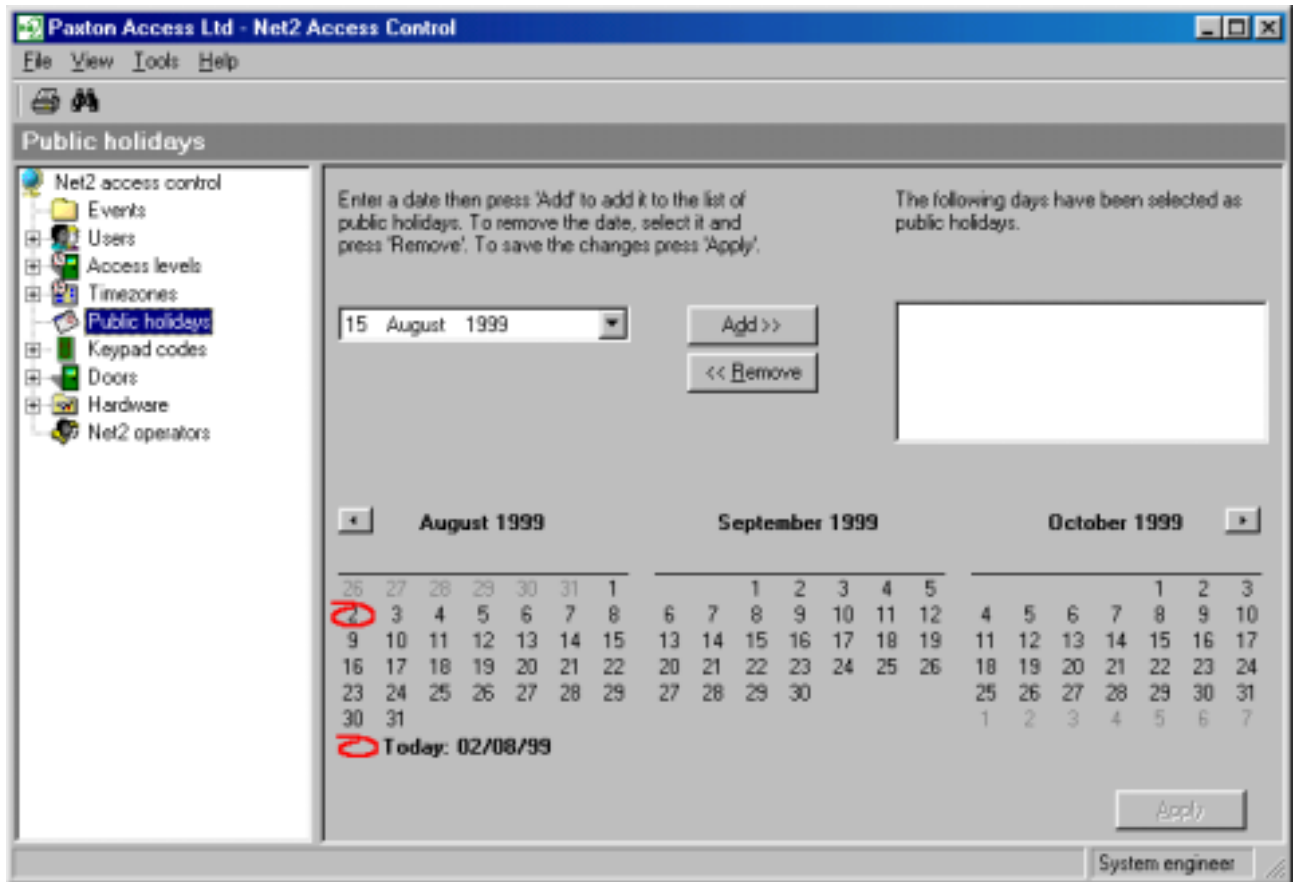 Paxton Access Ltd - Net2 Access Control
File View Tools Help
Public holidays
Net2 access control
Events
Users
Access levels
Timezones
Public holidays
Keypad codes
Doors
Hardware
Net2 operators
Enter a date then press 'Add' to add it to the list of
public holidays. To remove the date, select it and
press 'Remove'. To save the changes press 'Apply'.
The following days have been selected as
public holidays.
15 August 1999
Add >>
<< Remove
August 1999 September 1999 October 1999
26 27 28 29 30 31 1 1 2 3 4 5 1 2 3
2 3 4 5 6 7 8 6 7 8 9 10 11 12 4 5 6 7 8 9 10
9 10 11 12 13 14 15 13 14 15 16 17 18 19 11 12 13 14 15 16 17
16 17 18 19 20 21 22 20 21 22 23 24 25 26 18 19 20 21 22 23 24
23 24 25 26 27 28 29 27 28 29 30 25 26 27 28 29 30 31
30 31 1 2 3 4 5 6 7
Today: 02/08/99
Apply
System engineer